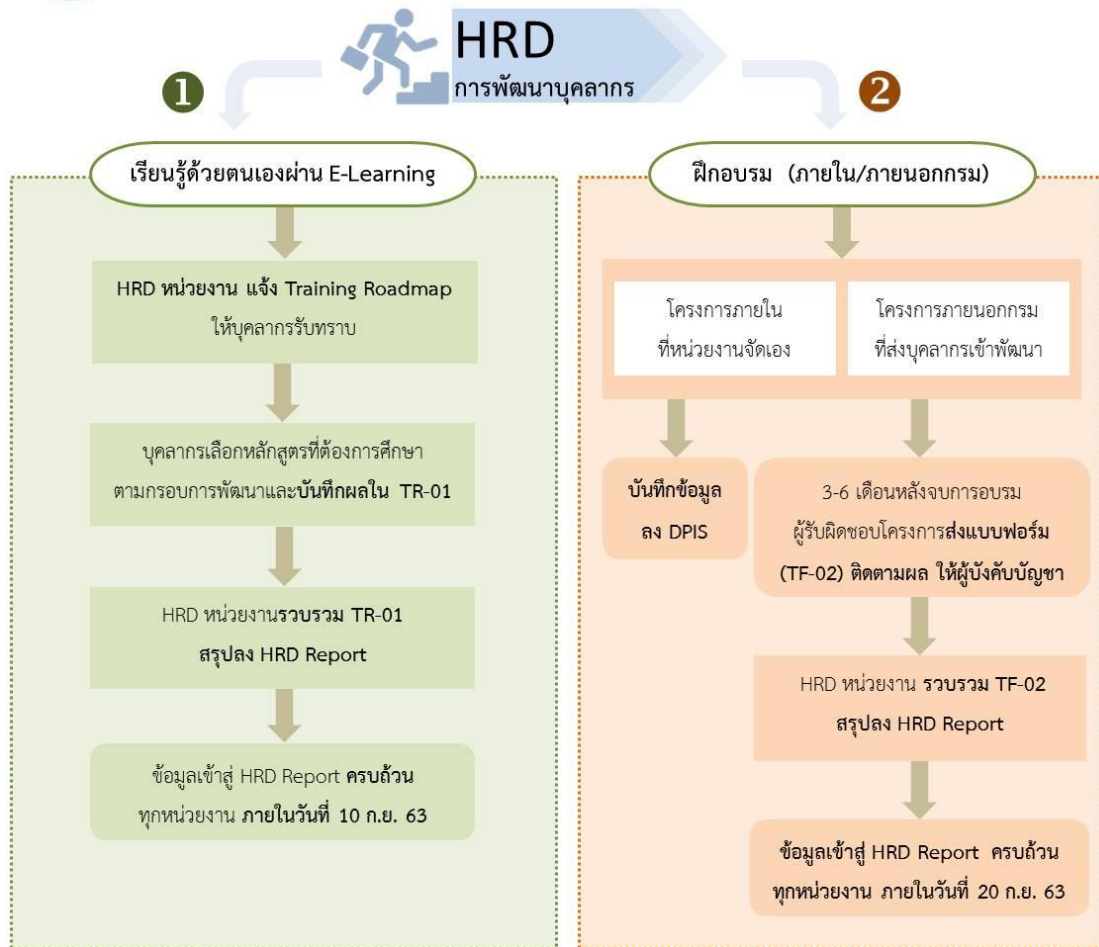 HRD
การพัฒนาบุคลากร
1
2
เรียนรู้ด้วยตนเองผ่าน E-Learning
HRD หน่วยงาน แจ้ง Training Roadmap
ให้บุคลากรรับทราบ
บุคลากรเลือกหลักสูตรที่ต้องการศึกษา
ตามกรอบการพัฒนาและบันทึกผลใน TR-01
HRD หน่วยงานรวบรวม TR-01
สรุปลง HRD Report
ข้อมูลเข้าสู่ HRD Report ครบถ้วน
ทุกหน่วยงาน ภายในวันที่ 10 ก.ย. 63
ฝึกอบรม (ภายใน/ภายนอกกรม)
โครงการภายใน
ที่หน่วยงานจัดเอง
โครงการภายนอกกรม
ที่ส่งบุคลากรเข้าพัฒนา
บันทึกข้อมูล
ลง DPIS
3-6 เดือนหลังจบการอบรม
ผู้รับผิดชอบโครงการส่งแบบฟอร์ม
(TF-02) ติดตามผล ให้ผู้บังคับบัญชา
HRD หน่วยงาน รวบรวม TF-02
สรุปลง HRD Report
ข้อมูลเข้าสู่ HRD Report ครบถ้วน
ทุกหน่วยงาน ภายในวันที่ 20 ก.ย. 63